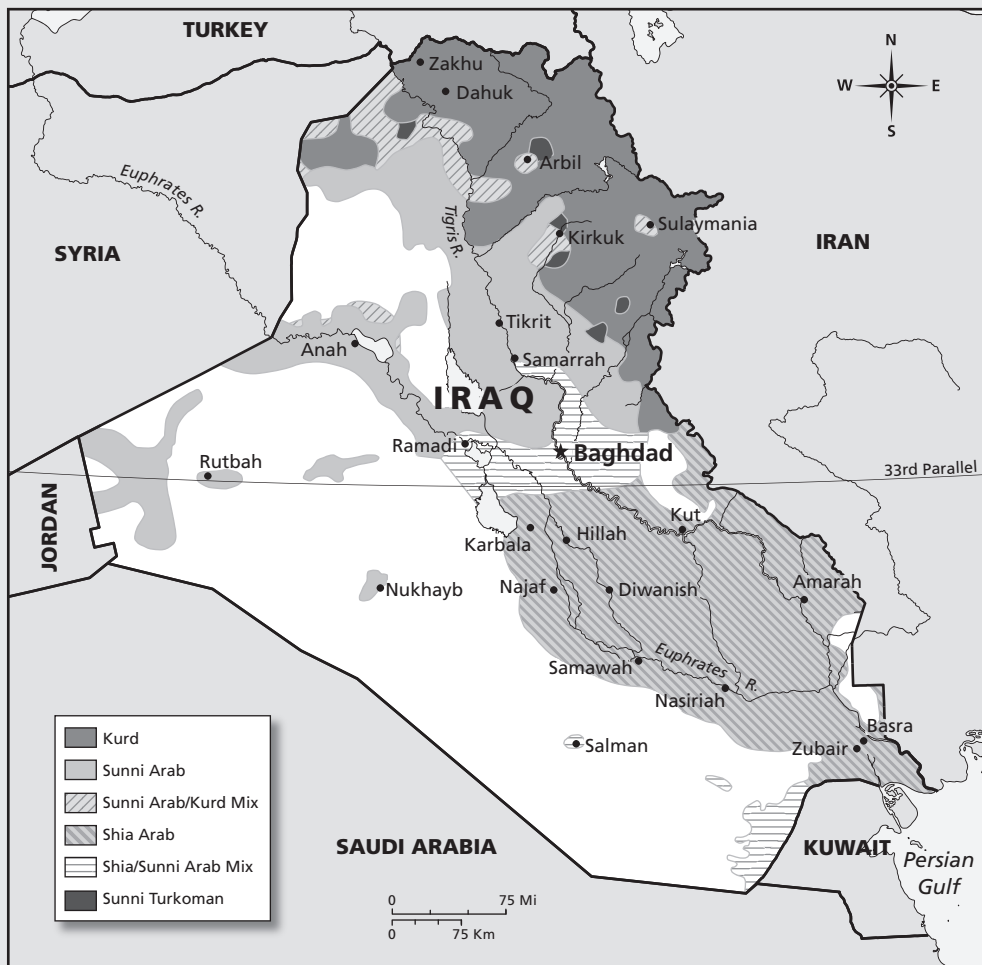 TURKEY
N
W
E
S
Zakhu
Dahuk
Arbil
Euphrates R.
Tigris R.
Kirkuk
Sulaymania
SYRIA
IRAN
Tikrit
Anah
Samarrah
IRAQ
Ramadi
Baghdad
Rutbah
33rd Parallel
JORDAN
Kut
Karbala
Hillah
Nukhayb
Najaf
Diwanish
Amarah
Samawah
Euphrates R.
Nasiriah
Basra
Zubair
Salman
Kurd
Sunni Arab
Sunni Arab/Kurd Mix
Shia Arab
Shia/Sunni Arab Mix
Sunni Turkoman
SAUDI ARABIA
KUWAIT
Persian
Gulf
0 75 Mi
0 75 Km